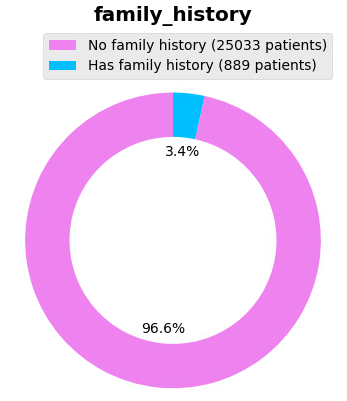 family_history
No family history (25033 patients)
Has family history (889 patients)
3.4%
96.6%